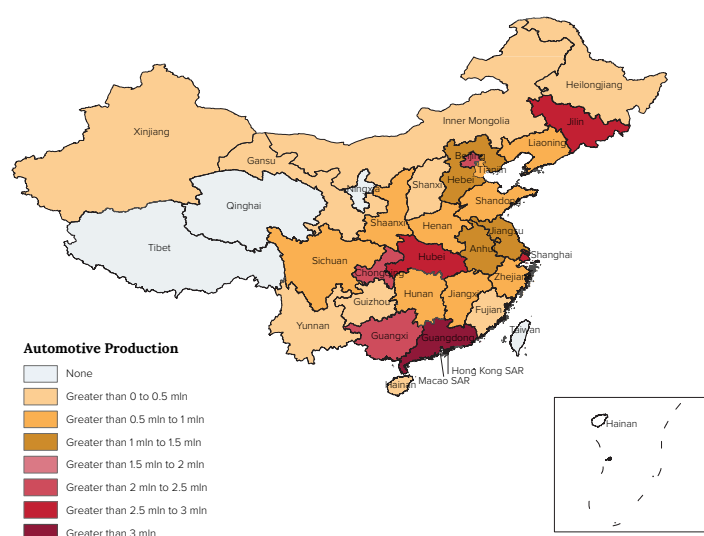 Heilongjiang
Inner Mongolia
Jilin
Xinjiang
Liaoning
Beijing
Gansu
Tianjin
Hebei
Shanxi
Ningxia
Qinghai
Shandong
Shaanxi
Henan
Jiangsu
Tibet
Anhui
Shanghai
Hubei
Sichuan
Chongqing
Zhejiang
Hunan
Jiangxi
Guizhou
Fujian
Yunnan
Guangxi
Guangdong
Taiwan
Hong Kong SAR
Macao SAR
Hainan
Automotive Production
None
Greater than 0 to 0.5 mln
Greater than 0.5 mln to 1 mln
Greater than 1 mln to 1.5 mln
Greater than 1.5 mln to 2 mln
Greater than 2 mln to 2.5 mln
Greater than 2.5 mln to 3 mln
Greater than 3 mln
Hainan